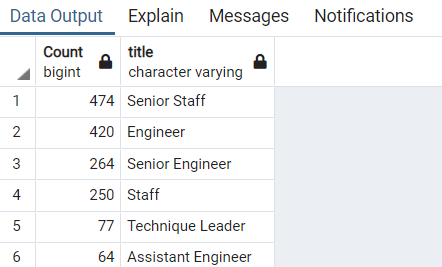 Data Output Explain Messages Notifications
Count title
bigint character varying
1 474 Senior Staff
2 420 Engineer
3 264 Senior Engineer
4 250 Staff
5 77 Technique Leader
6 64 Assistant Engineer